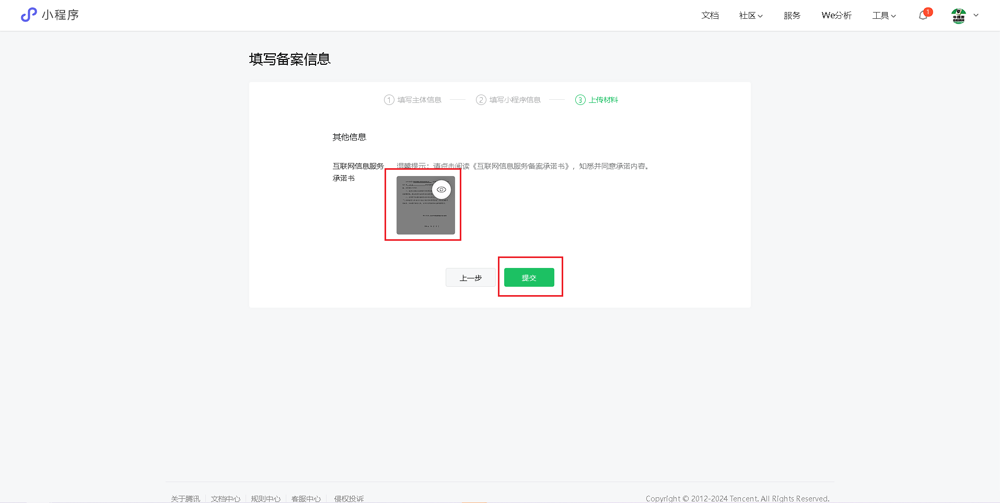 小程序
文档 社区 服务 We分析 工具 1
填写备案信息
1 填写主体信息 2 填写小程序信息 3 上传材料
其他信息
互联网信息服务承诺书
温馨提示：请点击阅读《互联网信息服务备案承诺书》，知悉并同意承诺内容。
上一步 提交
关于腾讯 文档中心 规则中心 客服中心 侵权投诉
Copyright © 2012-2024 Tencent. All Rights Reserved.